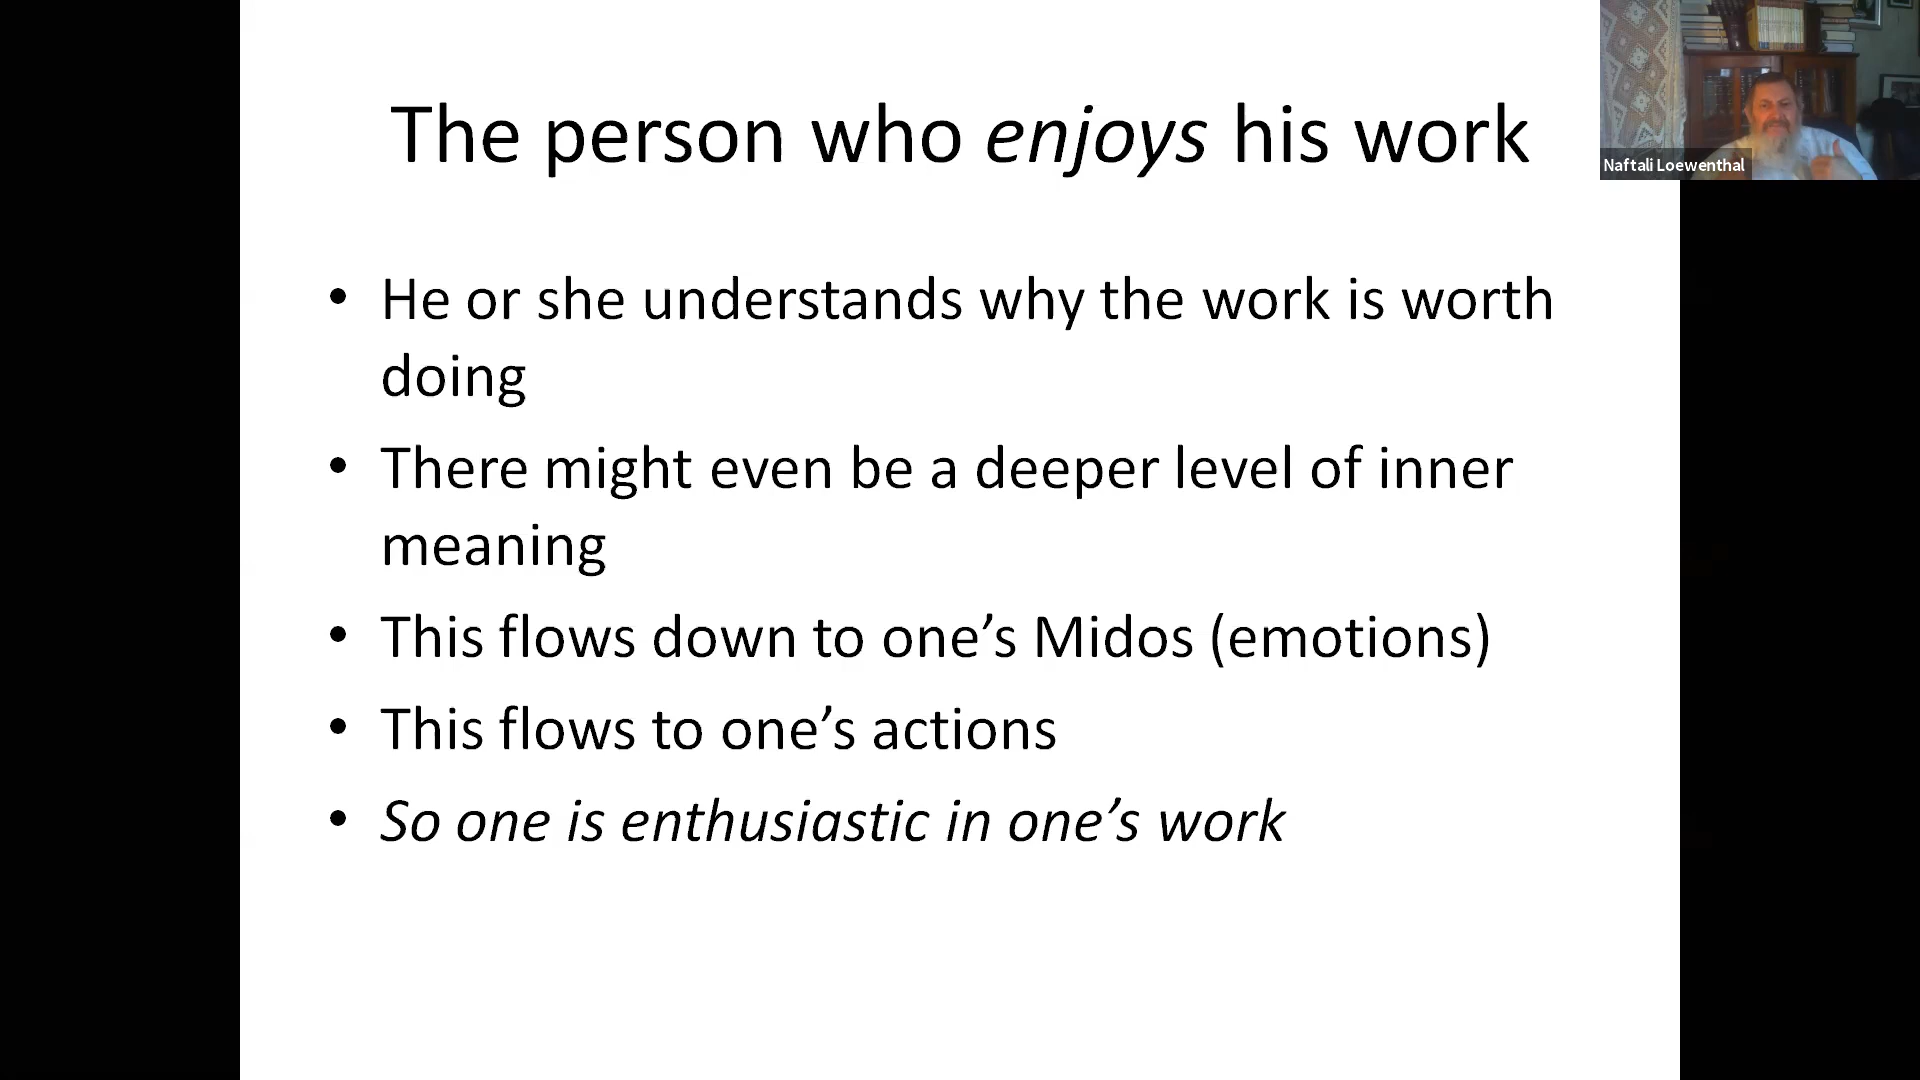 The person who enjoys his work
Naftali Loewenthal
• He or she understands why the work is worth
doing
• There might even be a deeper level of inner
meaning
• This flows down to one’s Midos (emotions)
• This flows to one’s actions
• So one is enthusiastic in one’s work